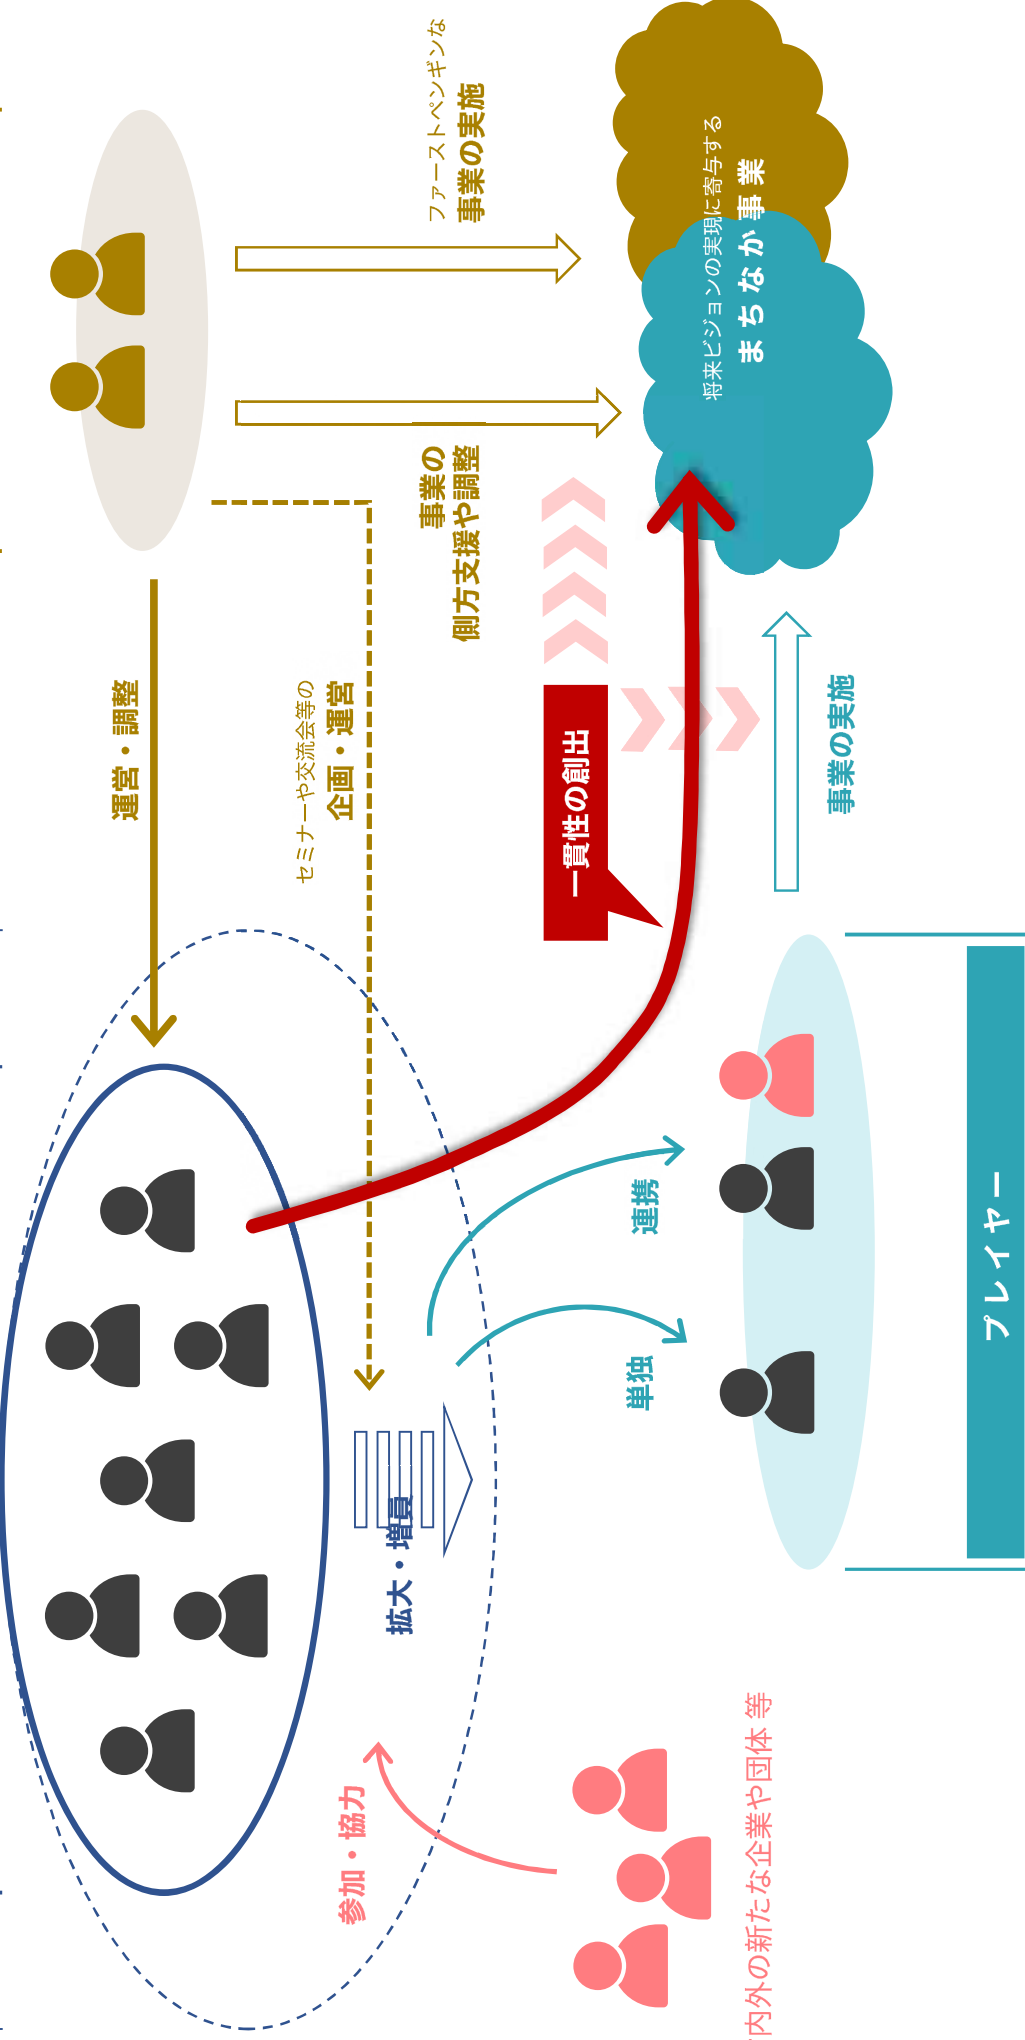 運営・調整
セミナーや交流会等の
企画・運営
ファーストペンギンな
事業の実施
事業の
側方支援や調整
将来ビジョンの実現に寄与する
まちなか事業
一貫性の創出
事業の実施
拡大・増員
連携
単独
参加・協力
内外の新たな企業や団体 等
プレイヤー